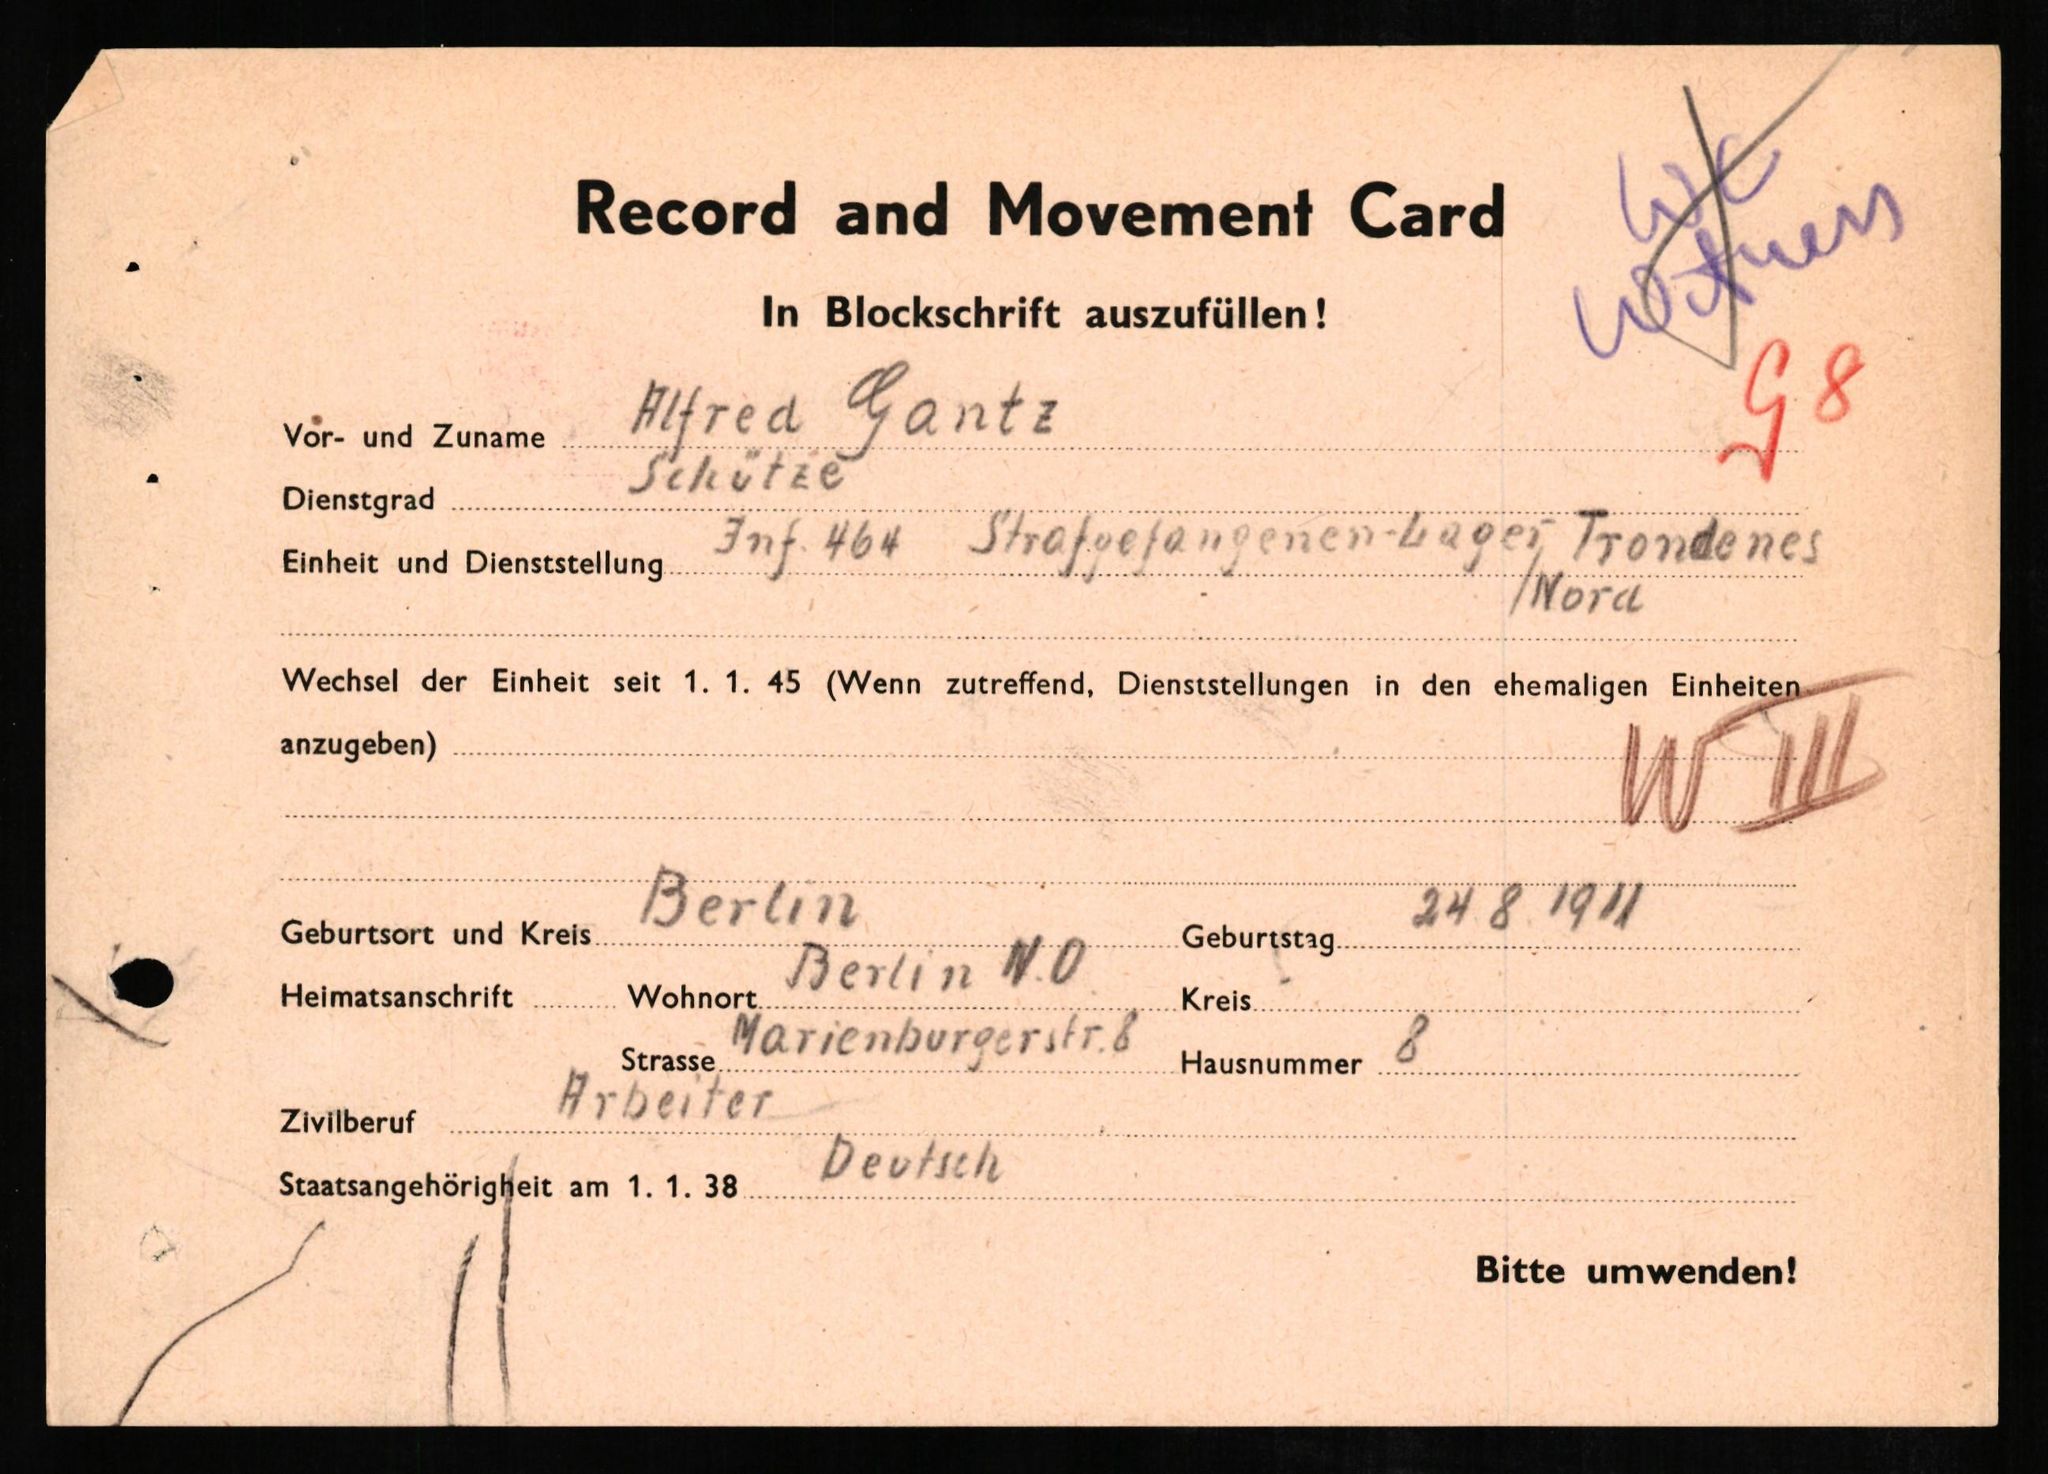 Record and Movement Card
In Blockschrift auszufüllen!
WC
Witness
G 8
Vor- und Zuname Alfred Gantz
Dienstgrad Schütze
Einheit und Dienststellung Inf. 464 Strafgefangenen-Lager, Trondenes
/Nord
Wechsel der Einheit seit 1. 1. 45 (Wenn zutreffend, Dienststellungen in den ehemaligen Einheiten
anzugeben)
W III
Geburtsort und Kreis Berlin Geburtstag 24. 8. 1911
Heimatsanschrift Wohnort Berlin N.O. Kreis
Strasse Marienburgerstr. 8 Hausnummer 8
Zivilberuf Arbeiter
Staatsangehörigheit am 1. 1. 38 Deutsch
Bitte umwenden!